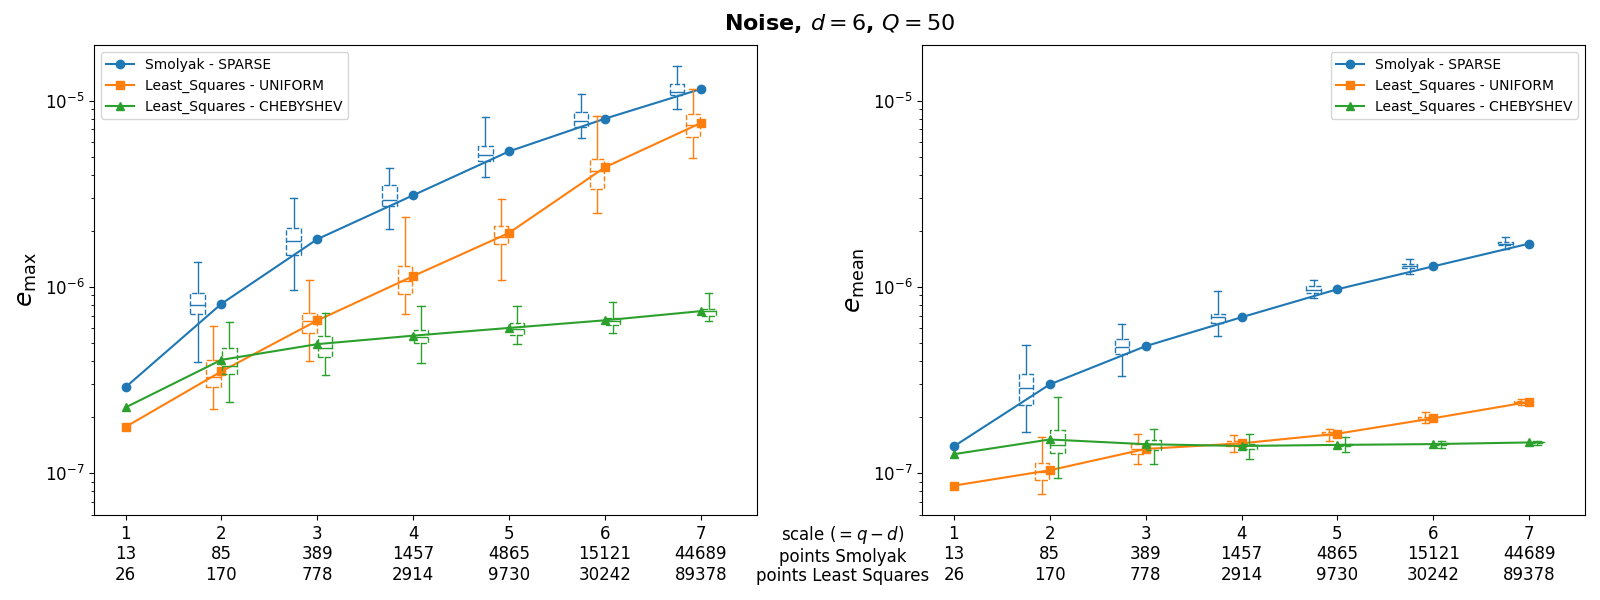 Noise, d = 6, Q = 50
Smolyak - SPARSE
Least_Squares - UNIFORM
Least_Squares - CHEBYSHEV
e_max
10^-5
10^-6
10^-7
1 2 3 4 5 6 7
13 85 389 1457 4865 15121 44689
26 170 778 2914 9730 30242 89378
scale (= q − d)
points Smolyak
points Least Squares
Smolyak - SPARSE
Least_Squares - UNIFORM
Least_Squares - CHEBYSHEV
e_mean
10^-5
10^-6
10^-7
1 2 3 4 5 6 7
13 85 389 1457 4865 15121 44689
26 170 778 2914 9730 30242 89378